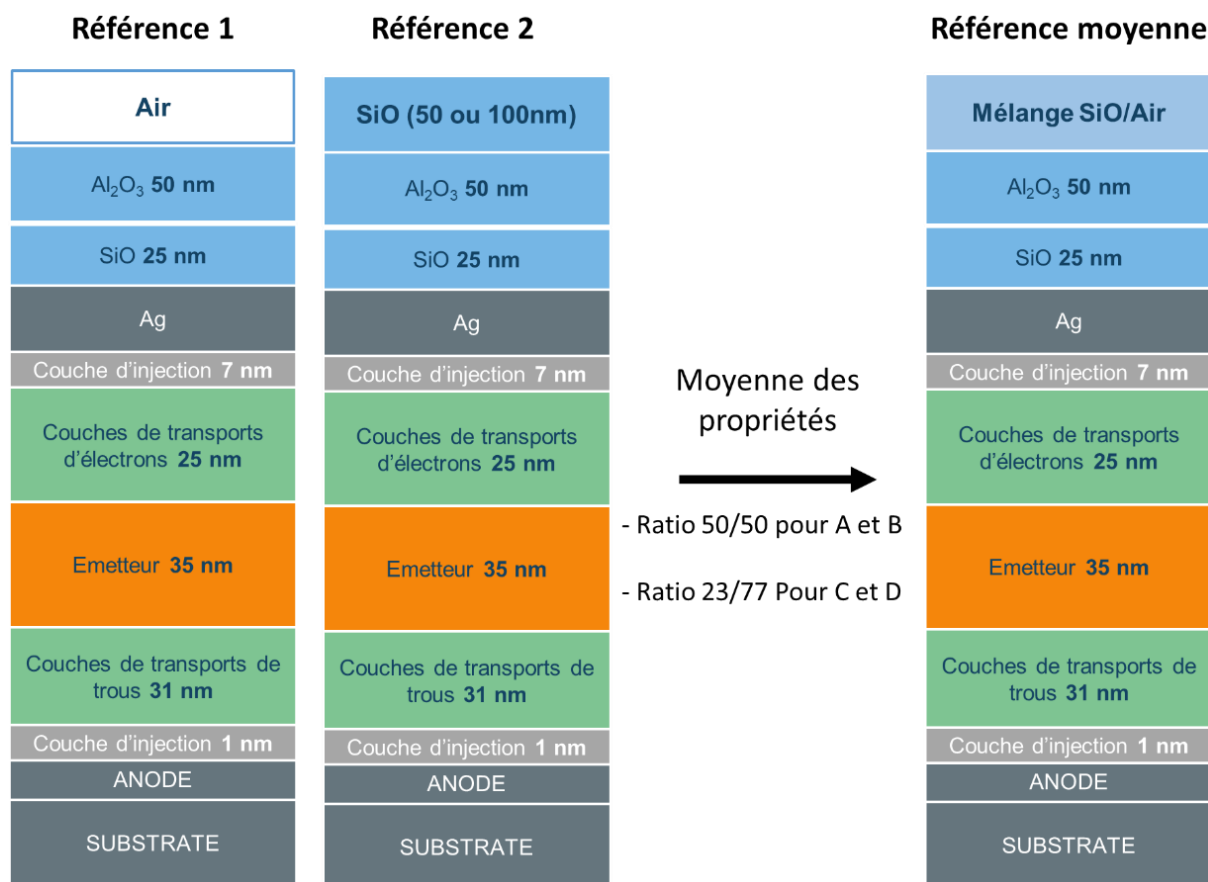 Référence 1
Air
Al₂O₃ 50 nm
SiO 25 nm
Ag
Couche d'injection 7 nm
Couches de transports
d'électrons 25 nm
Emetteur 35 nm
Couches de transports de
trous 31 nm
Couche d'injection 1 nm
ANODE
SUBSTRATE
Référence 2
SiO (50 ou 100nm)
Al₂O₃ 50 nm
SiO 25 nm
Ag
Couche d'injection 7 nm
Couches de transports
d'électrons 25 nm
Emetteur 35 nm
Couches de transports de
trous 31 nm
Couche d'injection 1 nm
ANODE
SUBSTRATE
Moyenne des
propriétés
- Ratio 50/50 pour A et B
- Ratio 23/77 Pour C et D
Référence moyenne
Mélange SiO/Air
Al₂O₃ 50 nm
SiO 25 nm
Ag
Couche d'injection 7 nm
Couches de transports
d'électrons 25 nm
Emetteur 35 nm
Couches de transports de
trous 31 nm
Couche d'injection 1 nm
ANODE
SUBSTRATE